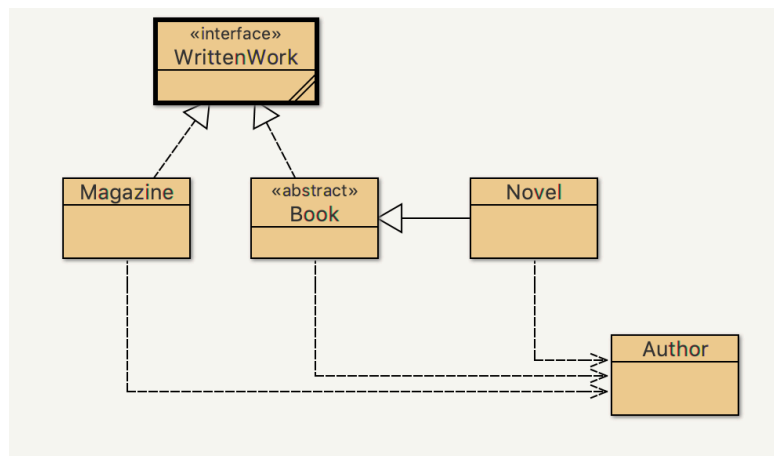 «interface»
WrittenWork
Magazine
«abstract»
Book
Novel
Author